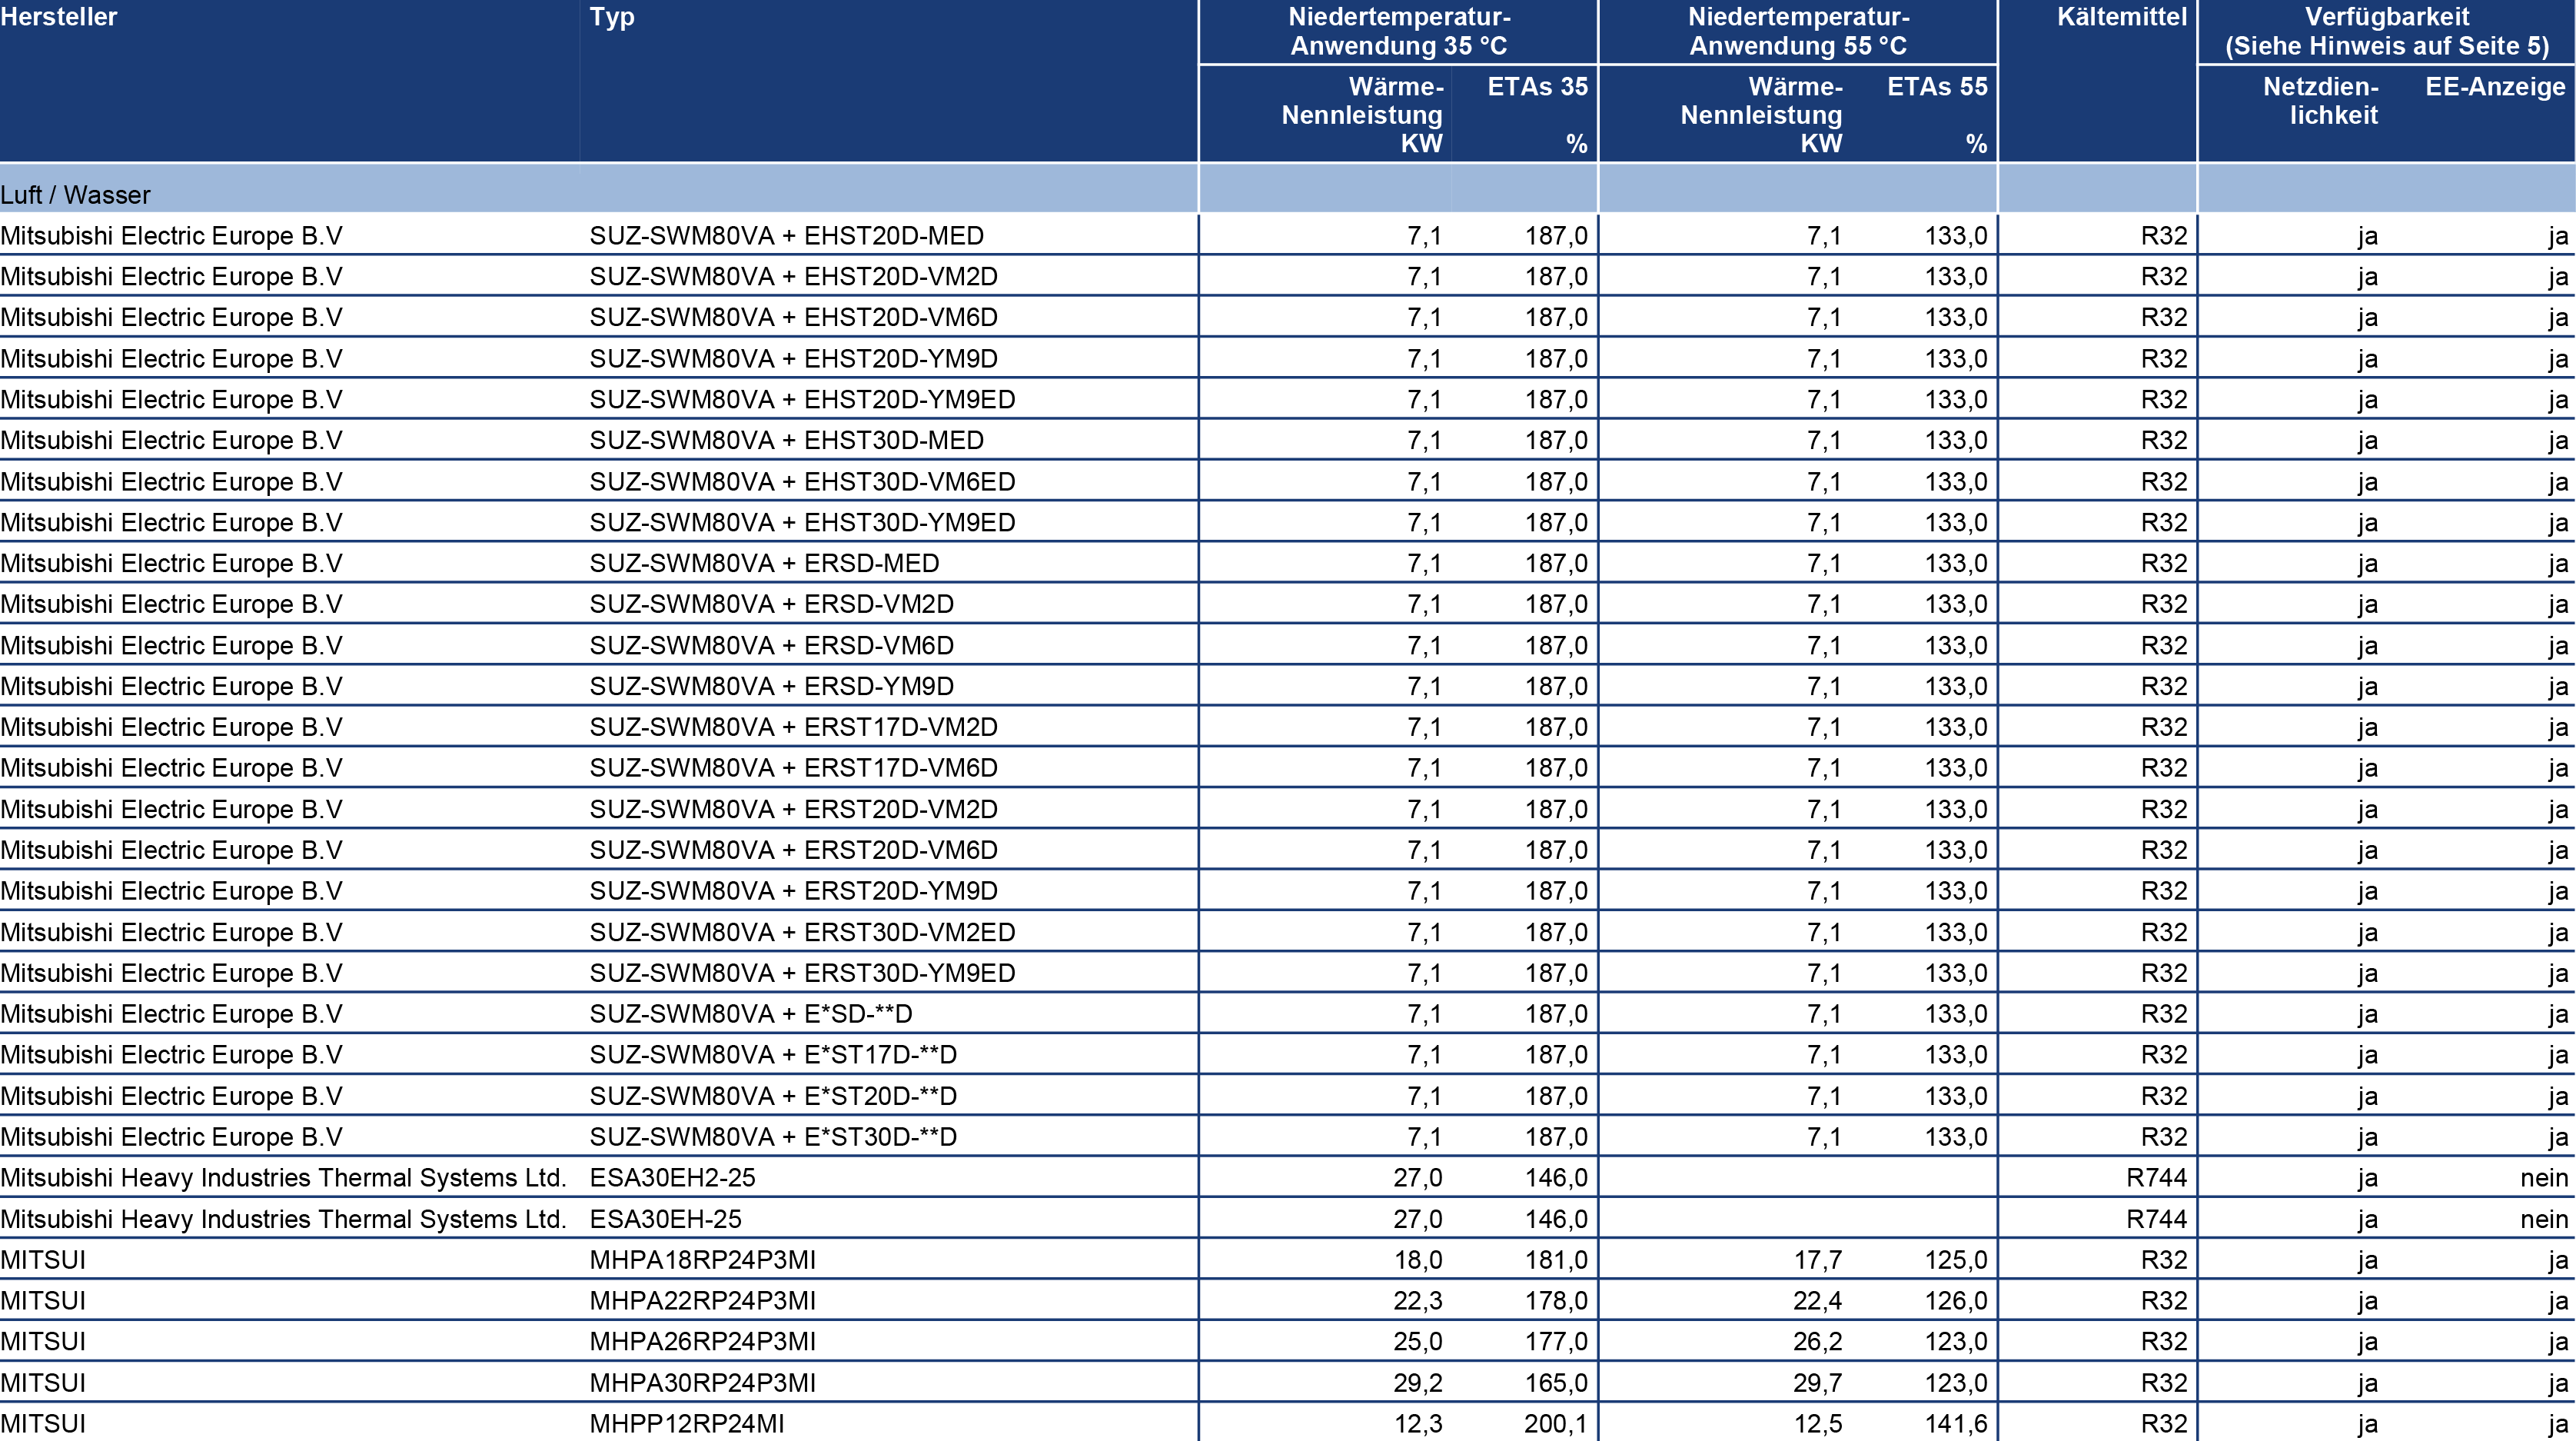 Hersteller Typ Niedertemperatur- Niedertemperatur- Kältemittel Verfügbarkeit
Anwendung 35 °C Anwendung 55 °C (Siehe Hinweis auf Seite 5)
Wärme- ETAs 35 Wärme- ETAs 55 Netzdien- EE-Anzeige
Nennleistung Nennleistung lichkeit
KW % KW %
Luft / Wasser
Mitsubishi Electric Europe B.V SUZ-SWM80VA + EHST20D-MED 7,1 187,0 7,1 133,0 R32 ja ja
Mitsubishi Electric Europe B.V SUZ-SWM80VA + EHST20D-VM2D 7,1 187,0 7,1 133,0 R32 ja ja
Mitsubishi Electric Europe B.V SUZ-SWM80VA + EHST20D-VM6D 7,1 187,0 7,1 133,0 R32 ja ja
Mitsubishi Electric Europe B.V SUZ-SWM80VA + EHST20D-YM9D 7,1 187,0 7,1 133,0 R32 ja ja
Mitsubishi Electric Europe B.V SUZ-SWM80VA + EHST20D-YM9ED 7,1 187,0 7,1 133,0 R32 ja ja
Mitsubishi Electric Europe B.V SUZ-SWM80VA + EHST30D-MED 7,1 187,0 7,1 133,0 R32 ja ja
Mitsubishi Electric Europe B.V SUZ-SWM80VA + EHST30D-VM6ED 7,1 187,0 7,1 133,0 R32 ja ja
Mitsubishi Electric Europe B.V SUZ-SWM80VA + EHST30D-YM9ED 7,1 187,0 7,1 133,0 R32 ja ja
Mitsubishi Electric Europe B.V SUZ-SWM80VA + ERSD-MED 7,1 187,0 7,1 133,0 R32 ja ja
Mitsubishi Electric Europe B.V SUZ-SWM80VA + ERSD-VM2D 7,1 187,0 7,1 133,0 R32 ja ja
Mitsubishi Electric Europe B.V SUZ-SWM80VA + ERSD-VM6D 7,1 187,0 7,1 133,0 R32 ja ja
Mitsubishi Electric Europe B.V SUZ-SWM80VA + ERSD-YM9D 7,1 187,0 7,1 133,0 R32 ja ja
Mitsubishi Electric Europe B.V SUZ-SWM80VA + ERST17D-VM2D 7,1 187,0 7,1 133,0 R32 ja ja
Mitsubishi Electric Europe B.V SUZ-SWM80VA + ERST17D-VM6D 7,1 187,0 7,1 133,0 R32 ja ja
Mitsubishi Electric Europe B.V SUZ-SWM80VA + ERST20D-VM2D 7,1 187,0 7,1 133,0 R32 ja ja
Mitsubishi Electric Europe B.V SUZ-SWM80VA + ERST20D-VM6D 7,1 187,0 7,1 133,0 R32 ja ja
Mitsubishi Electric Europe B.V SUZ-SWM80VA + ERST20D-YM9D 7,1 187,0 7,1 133,0 R32 ja ja
Mitsubishi Electric Europe B.V SUZ-SWM80VA + ERST30D-VM2ED 7,1 187,0 7,1 133,0 R32 ja ja
Mitsubishi Electric Europe B.V SUZ-SWM80VA + ERST30D-YM9ED 7,1 187,0 7,1 133,0 R32 ja ja
Mitsubishi Electric Europe B.V SUZ-SWM80VA + E*SD-**D 7,1 187,0 7,1 133,0 R32 ja ja
Mitsubishi Electric Europe B.V SUZ-SWM80VA + E*ST17D-**D 7,1 187,0 7,1 133,0 R32 ja ja
Mitsubishi Electric Europe B.V SUZ-SWM80VA + E*ST20D-**D 7,1 187,0 7,1 133,0 R32 ja ja
Mitsubishi Electric Europe B.V SUZ-SWM80VA + E*ST30D-**D 7,1 187,0 7,1 133,0 R32 ja ja
Mitsubishi Heavy Industries Thermal Systems Ltd. ESA30EH2-25 27,0 146,0 R744 ja nein
Mitsubishi Heavy Industries Thermal Systems Ltd. ESA30EH-25 27,0 146,0 R744 ja nein
MITSUI MHPA18RP24P3MI 18,0 181,0 17,7 125,0 R32 ja ja
MITSUI MHPA22RP24P3MI 22,3 178,0 22,4 126,0 R32 ja ja
MITSUI MHPA26RP24P3MI 25,0 177,0 26,2 123,0 R32 ja ja
MITSUI MHPA30RP24P3MI 29,2 165,0 29,7 123,0 R32 ja ja
MITSUI MHPP12RP24MI 12,3 200,1 12,5 141,6 R32 ja ja